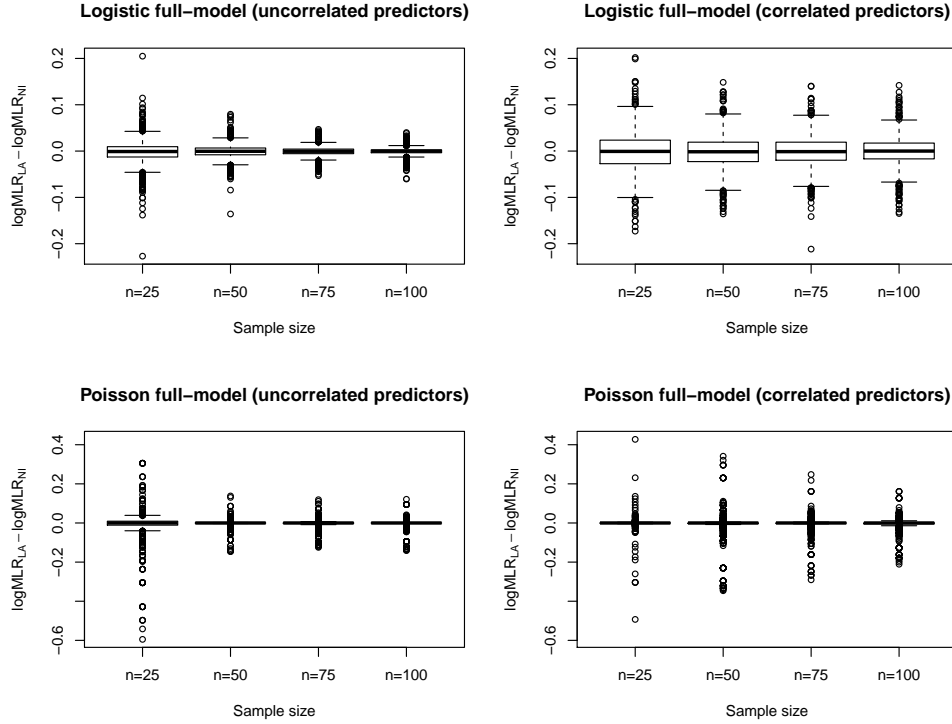 Logistic full−model (uncorrelated predictors)
logMLR_LA − logMLR_NI
0.2
0.1
0.0
−0.1
−0.2
n=25 n=50 n=75 n=100
Sample size
Logistic full−model (correlated predictors)
logMLR_LA − logMLR_NI
0.2
0.1
0.0
−0.1
−0.2
n=25 n=50 n=75 n=100
Sample size
Poisson full−model (uncorrelated predictors)
logMLR_LA − logMLR_NI
0.4
0.2
0.0
−0.2
−0.6
n=25 n=50 n=75 n=100
Sample size
Poisson full−model (correlated predictors)
logMLR_LA − logMLR_NI
0.4
0.2
0.0
−0.2
−0.6
n=25 n=50 n=75 n=100
Sample size